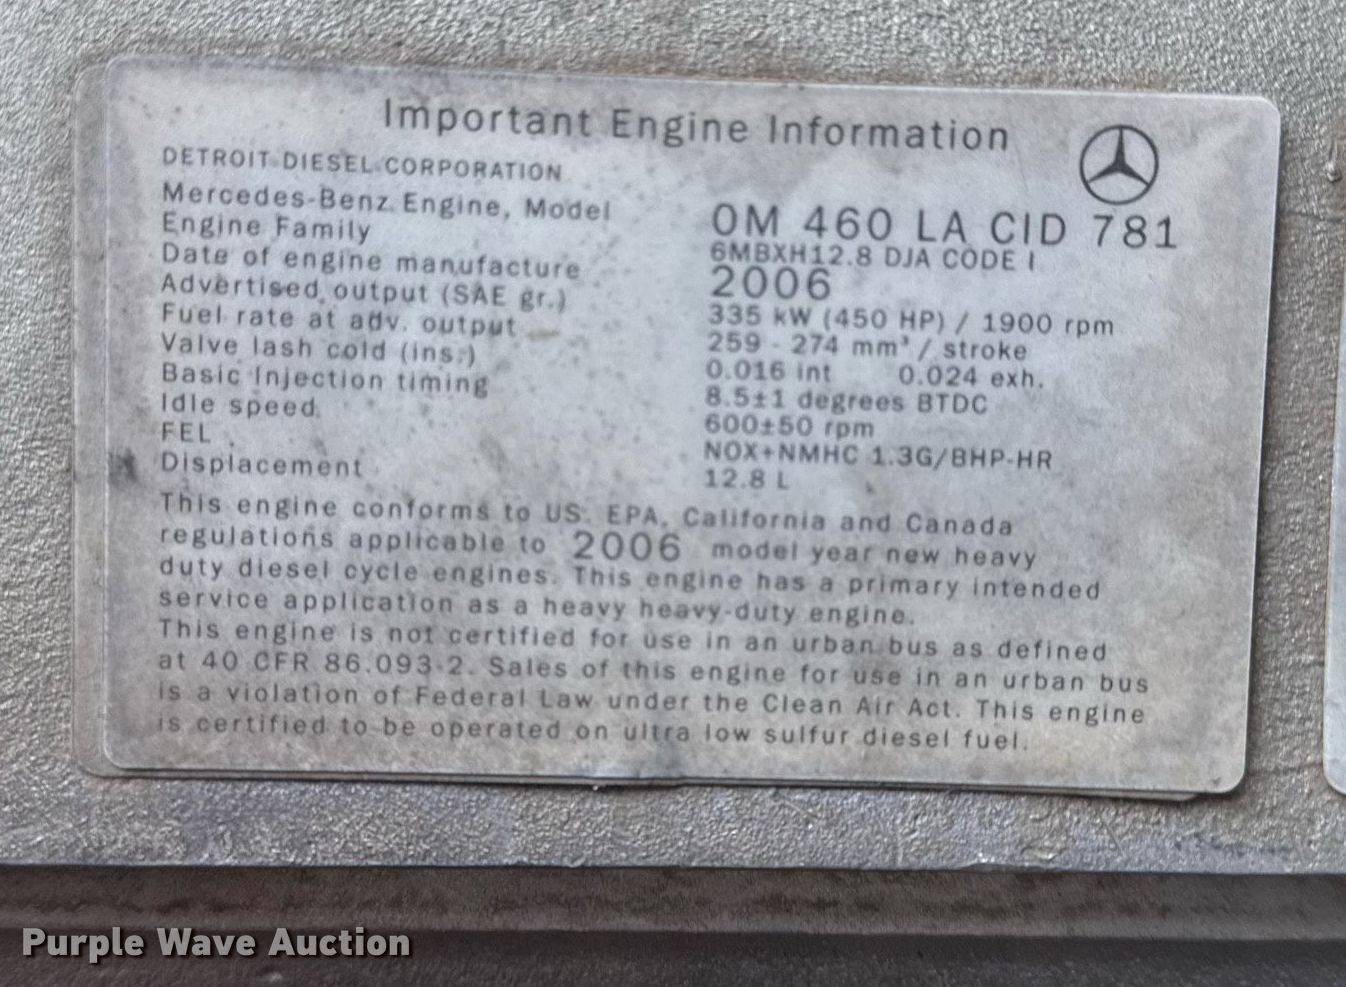 Important Engine Information
DETROIT DIESEL CORPORATION
Mercedes-Benz Engine, Model OM 460 LA CID 781
Engine Family 6MBXH12.8 DJA CODE I
Date of engine manufacture 2006
Advertised output (SAE gr.) 335 kW (450 HP) / 1900 rpm
Fuel rate at adv. output 259 - 274 mm³ / stroke
Valve lash cold (ins.) 0.016 int 0.024 exh.
Basic Injection timing 8.5±1 degrees BTDC
Idle speed 600±50 rpm
FEL NOX+NMHC 1.3G/BHP-HR
Displacement 12.8 L
This engine conforms to US. EPA, California and Canada
regulations applicable to 2006 model year new heavy
duty diesel cycle engines. This engine has a primary intended
service application as a heavy heavy-duty engine.
This engine is not certified for use in an urban bus as defined
at 40 CFR 86.093-2. Sales of this engine for use in an urban bus
is a violation of Federal Law under the Clean Air Act. This engine
is certified to be operated on ultra low sulfur diesel fuel.
Purple Wave Auction